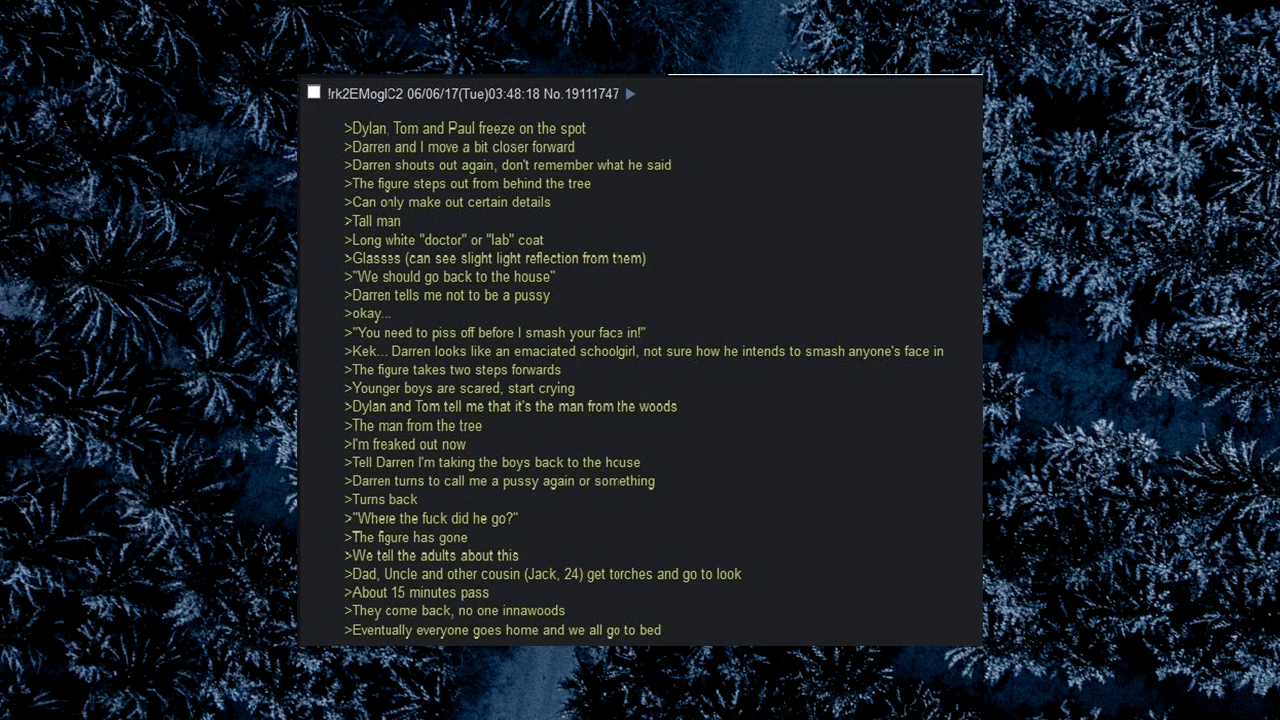 !rk2EMoglC2 06/06/17(Tue)03:48:18 No.19111747 ▶
>Dylan, Tom and Paul freeze on the spot
>Darren and I move a bit closer forward
>Darren shouts out again, don't remember what he said
>The figure steps out from behind the tree
>Can only make out certain details
>Tall man
>Long white "doctor" or "lab" coat
>Glasses (can see slight light reflection from them)
>"We should go back to the house"
>Darren tells me not to be a pussy
>okay...
>"You need to piss off before I smash your face in!"
>Kek... Darren looks like an emaciated schoolgirl, not sure how he intends to smash anyone's face in
>The figure takes two steps forwards
>Younger boys are scared, start crying
>Dylan and Tom tell me that it's the man from the woods
>The man from the tree
>I'm freaked out now
>Tell Darren I'm taking the boys back to the house
>Darren turns to call me a pussy again or something
>Turns back
>"Where the fuck did he go?"
>The figure has gone
>We tell the adults about this
>Dad, Uncle and other cousin (Jack, 24) get torches and go to look
>About 15 minutes pass
>They come back, no one innawoods
>Eventually everyone goes home and we all go to bed